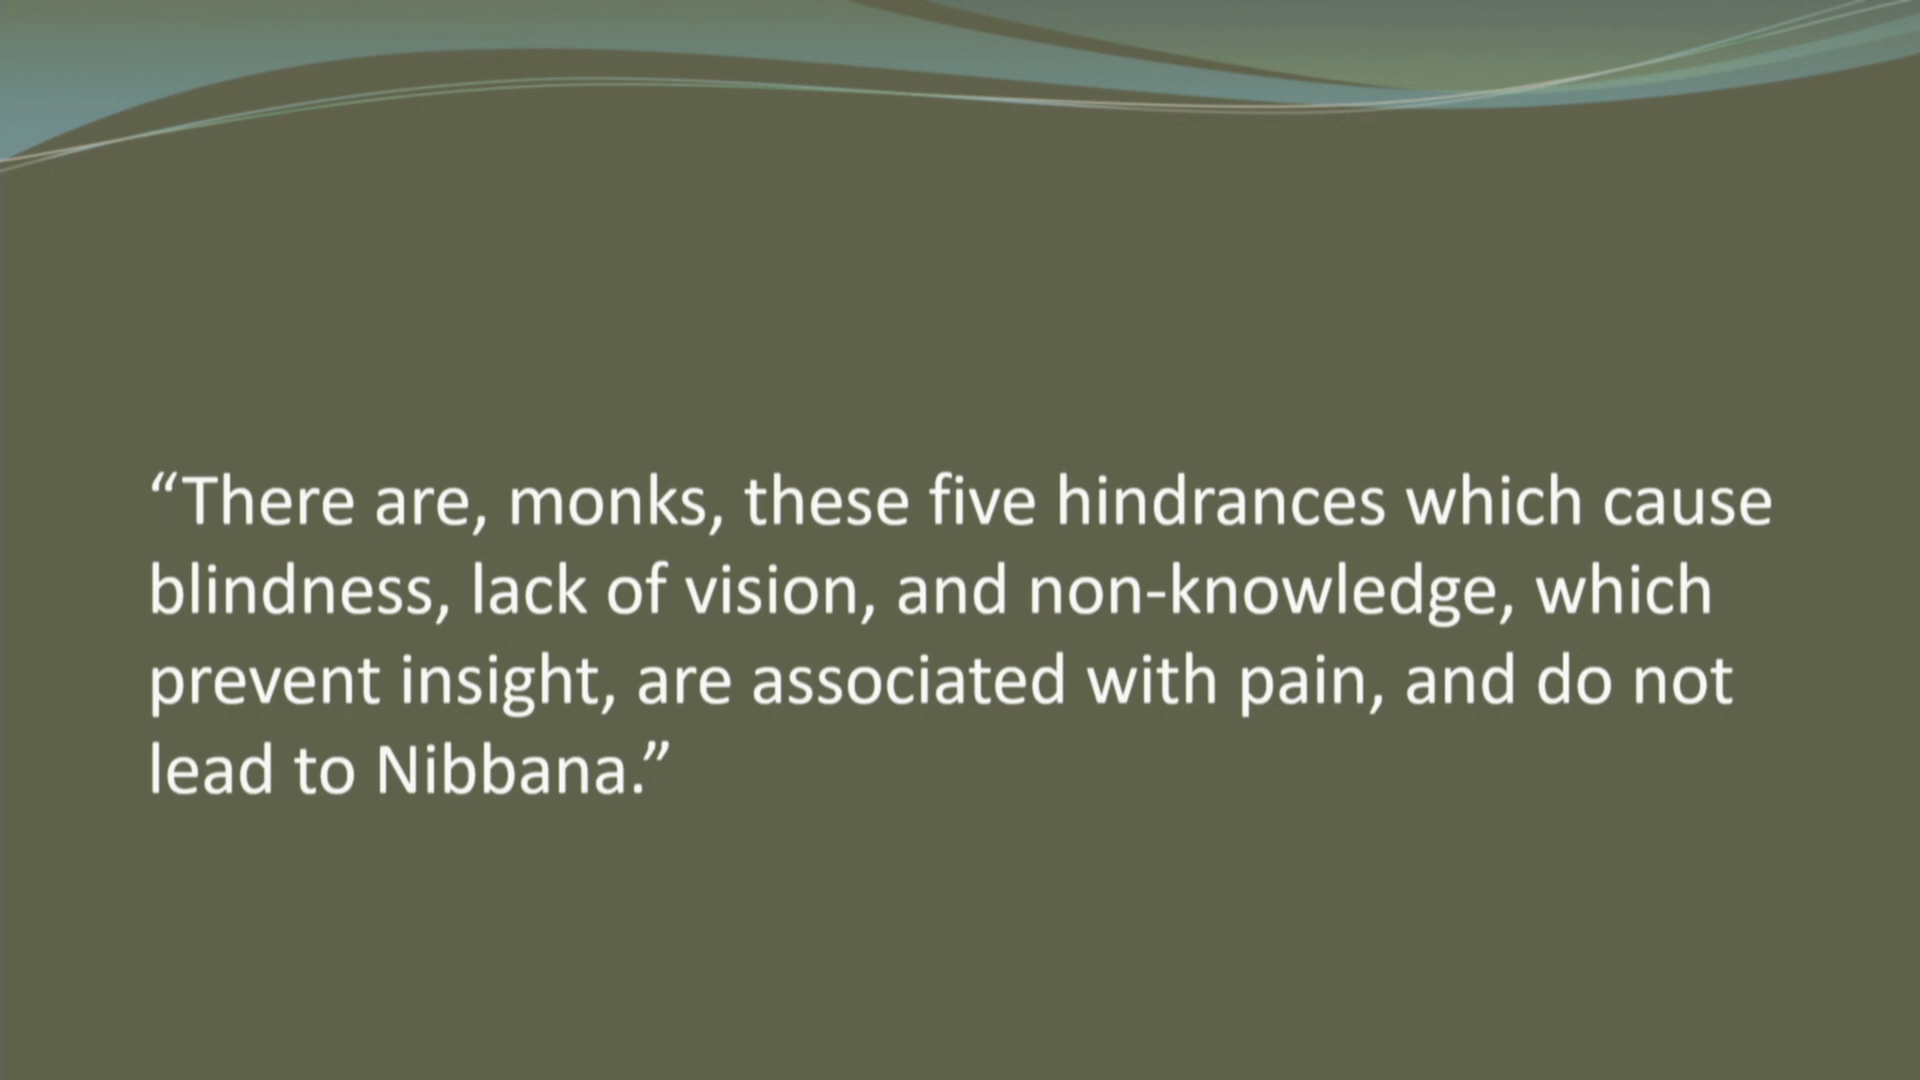 “There are, monks, these five hindrances which cause
blindness, lack of vision, and non-knowledge, which
prevent insight, are associated with pain, and do not
lead to Nibbana.”